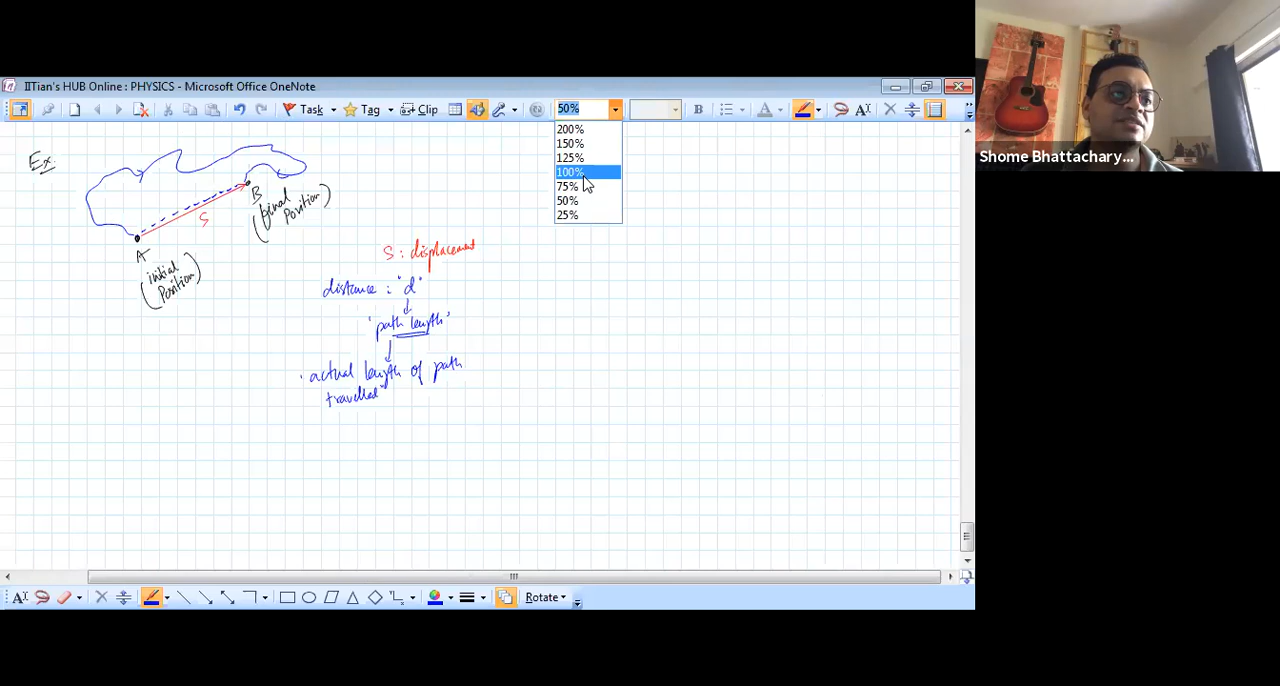 IITian's HUB Online : PHYSICS - Microsoft Office OneNote
Task
Tag
Clip
50%
B
A
200%
150%
125%
100%
75%
50%
25%
Ex.
B
(final Position)
S
A
(initial Position)
S : displacement
distance : "d"
'path length'
"actual length of path
travelled"
Rotate
Shome Bhattachary...